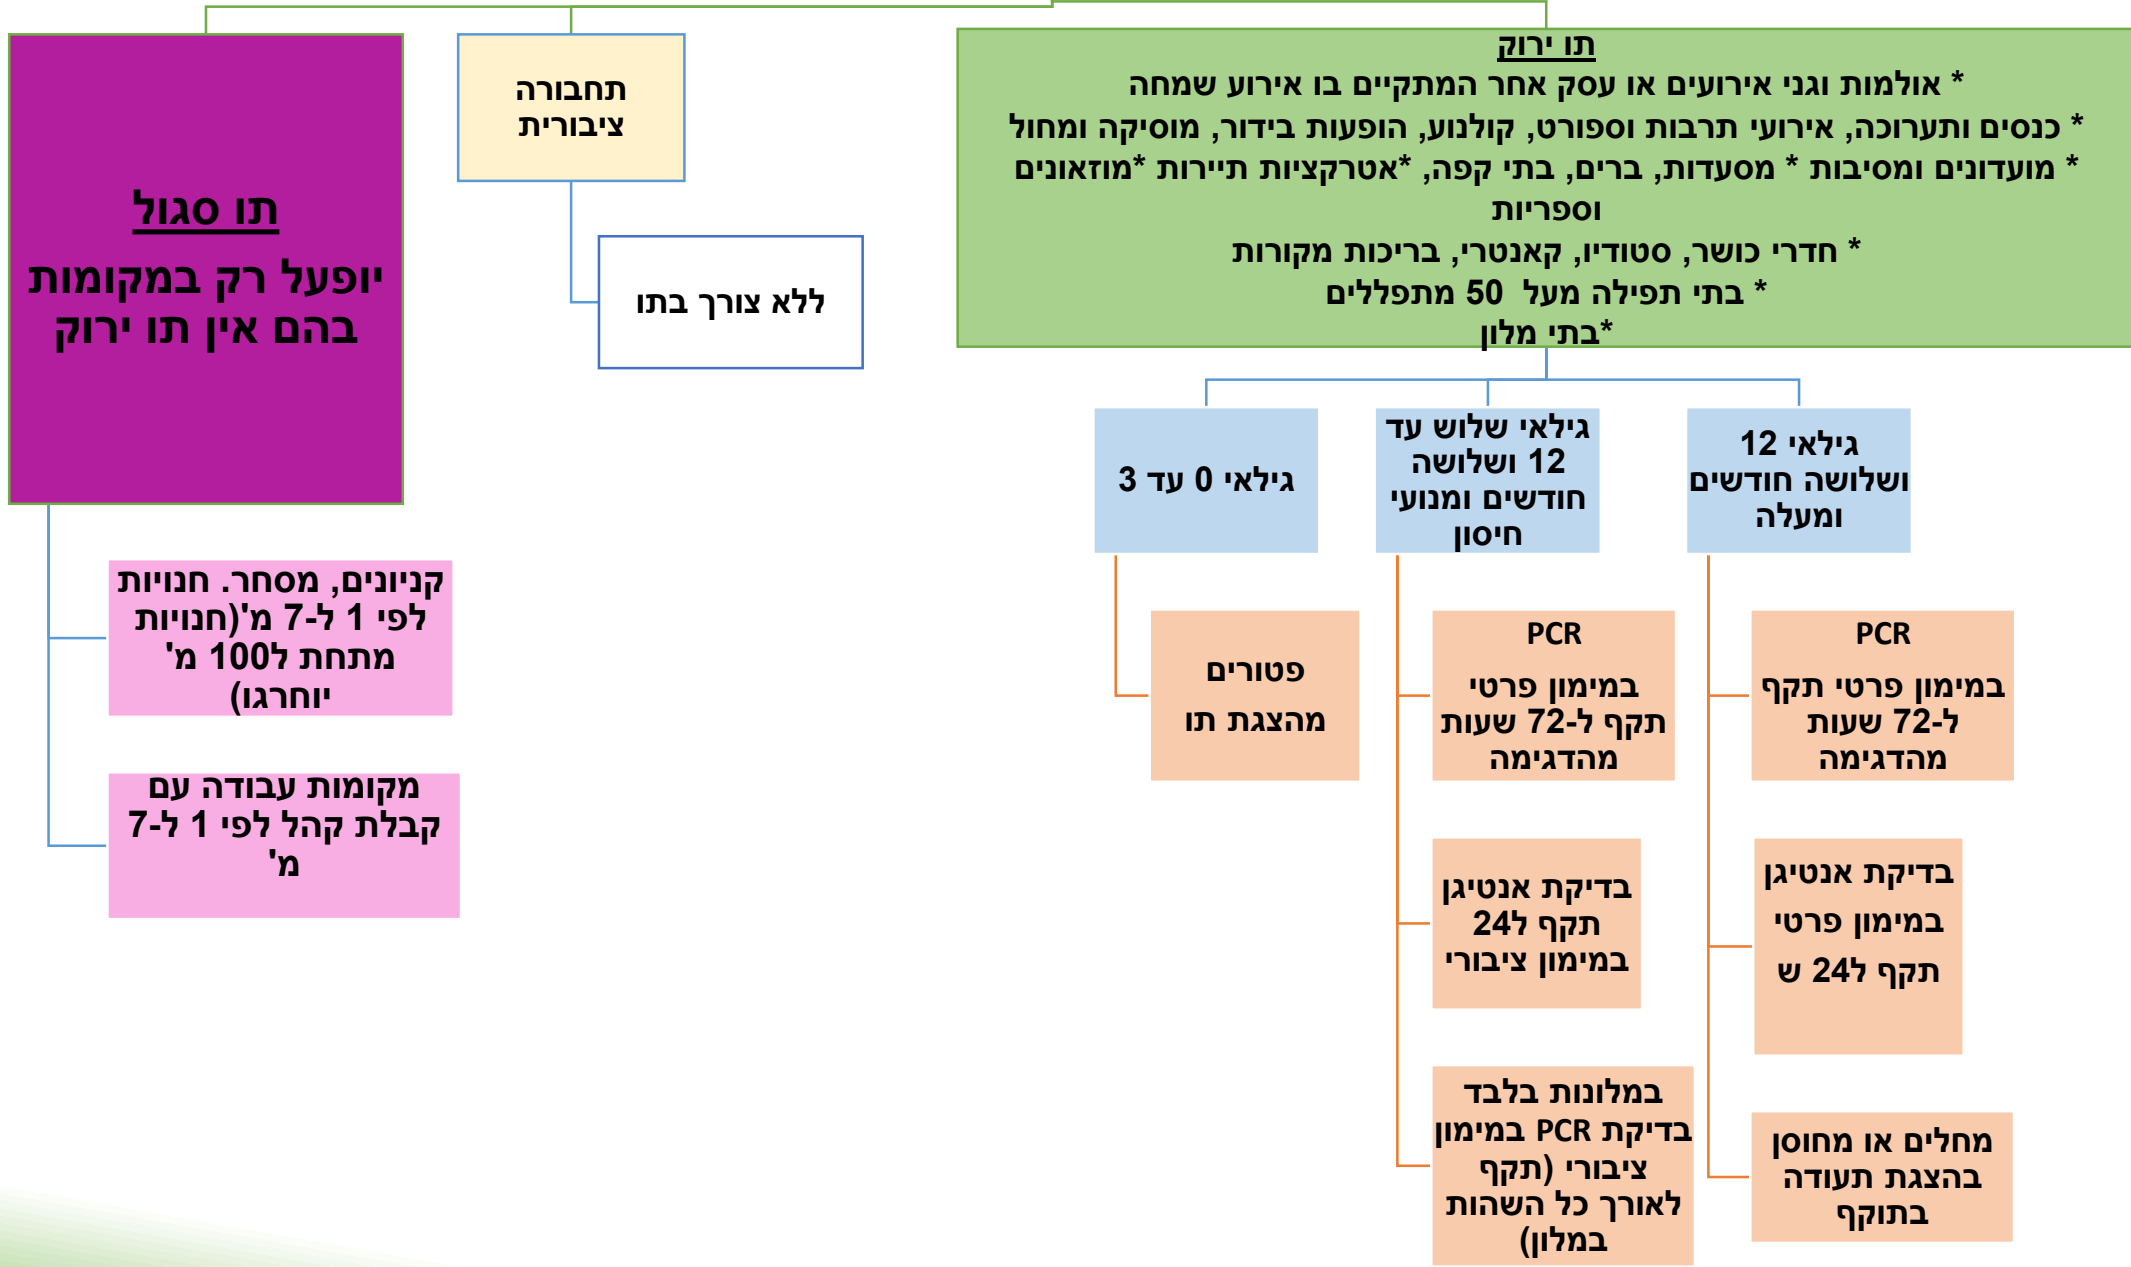 תו ירוק
* אולמות וגני אירועים או עסק אחר המתקיים בו אירוע שמחה
* כנסים ותערוכה, אירועי תרבות וספורט, קולנוע, הופעות בידור, מוסיקה ומחול
* מועדונים ומסיבות * מסעדות, ברים, בתי קפה, *אטרקציות תיירות *מוזאונים
וספריות
* חדרי כושר, סטודיו, קאנטרי, בריכות מקורות
* בתי תפילה מעל 50 מתפללים
*בתי מלון
גילאי 12
ושלושה חודשים
ומעלה
PCR
במימון פרטי תקף
ל-72 שעות
מהדגימה
בדיקת אנטיגן
במימון פרטי
תקף ל24 ש
מחלים או מחוסן
בהצגת תעודה
בתוקף
גילאי שלוש עד
12 ושלושה
חודשים ומנועי
חיסון
PCR
במימון פרטי
תקף ל-72 שעות
מהדגימה
בדיקת אנטיגן
תקף ל24
במימון ציבורי
במלונות בלבד
בדיקת PCR במימון
ציבורי (תקף
לאורך כל השהות
במלון)
גילאי 0 עד 3
פטורים
מהצגת תו
תחבורה
ציבורית
ללא צורך בתו
תו סגול
יופעל רק במקומות
בהם אין תו ירוק
קניונים, מסחר. חנויות
לפי 1 ל-7 מ'(חנויות
מתחת ל100 מ'
יוחרגו)
מקומות עבודה עם
קבלת קהל לפי 1 ל-7
מ'